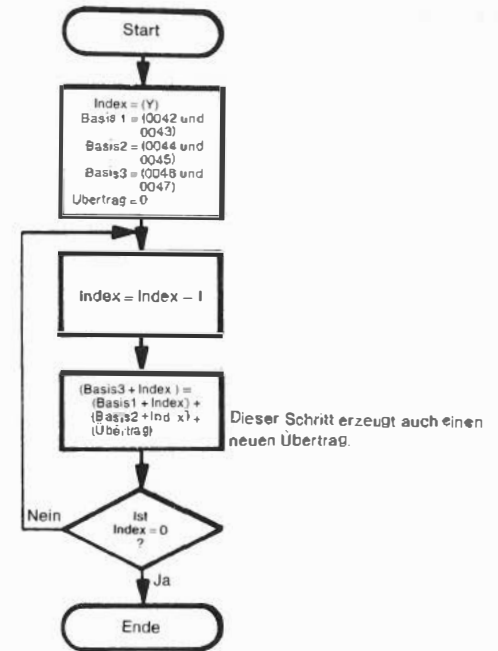 Start
Index = (Y)
Basis 1 = (0042 und
0043)
Basis2 = (0044 und
0045)
Basis3 = (0046 und
0047)
Ubertrag = 0
Index = Index – 1
(Basis3 + Index ) =
(Basis1 + Index) +
(Basis2 + Ind x) +
(Übertrag)
Dieser Schritt erzeugt auch einen
neuen Übertrag.
Nein
Ist
Index = 0
?
Ja
Ende